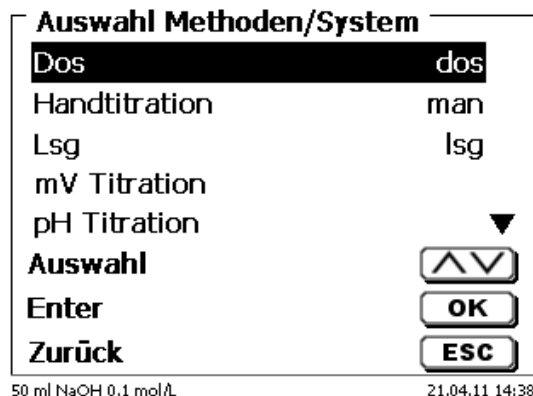 Auswahl Methoden/System
Dos dos
Handtitration man
Lsg lsg
mV Titration
pH Titration
Auswahl
Enter OK
Zurück ESC
50 ml NaOH 0.1 mol/L 21.04.11 14:38